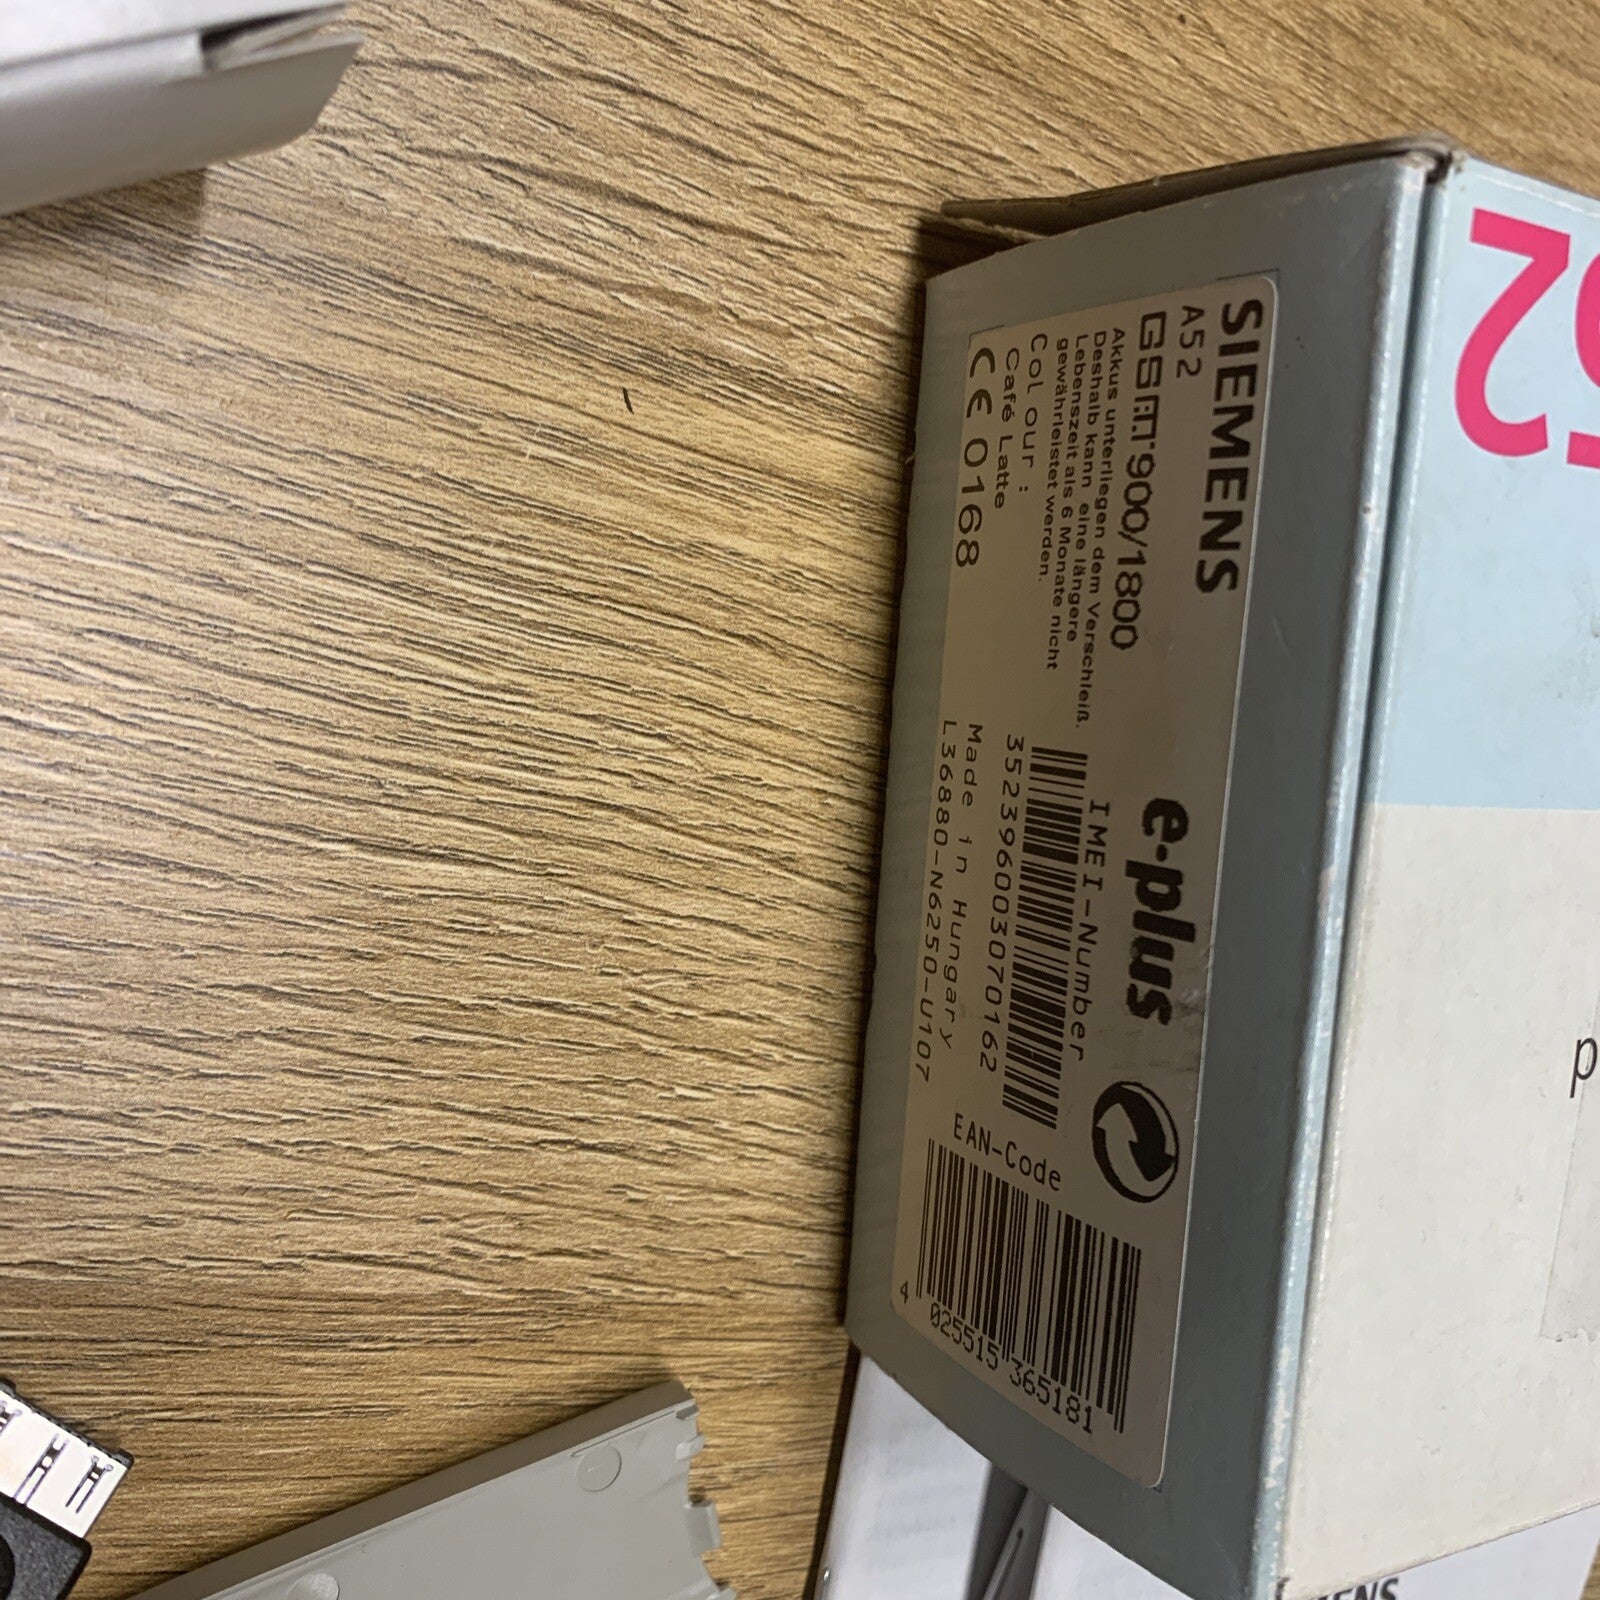 SIEMENS
A52
GSM 900/1800
Akkus unterliegen dem Verschleiß.
Deshalb kann eine längere
Lebenszeit als 6 Monate nicht
gewährleistet werden.
Colour:
Café Latte
CE 0168
e-plus
IMEI-Number
352396003070162
Made in Hungary
L36880-N6250-U107
EAN-Code
4 025515 365181
52
p